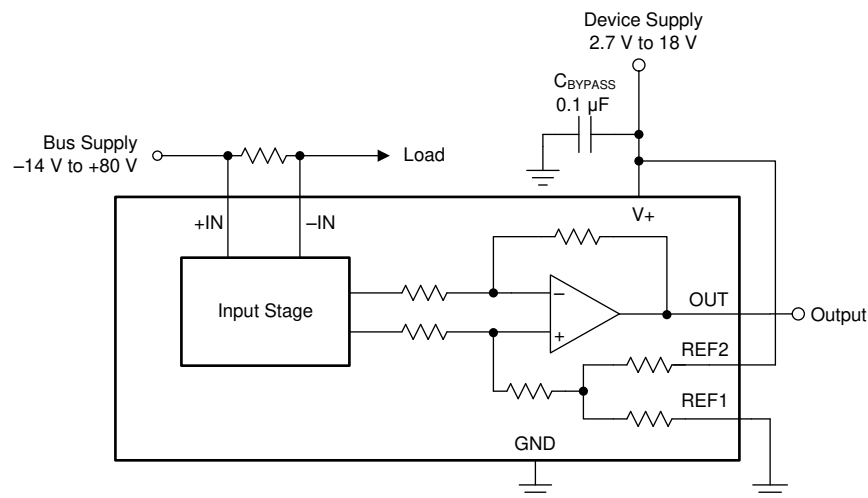 Device Supply
2.7 V to 18 V
CBYPASS
0.1 µF
Bus Supply
–14 V to +80 V
Load
+IN
–IN
V+
Input Stage
–
+
OUT
Output
REF2
REF1
GND